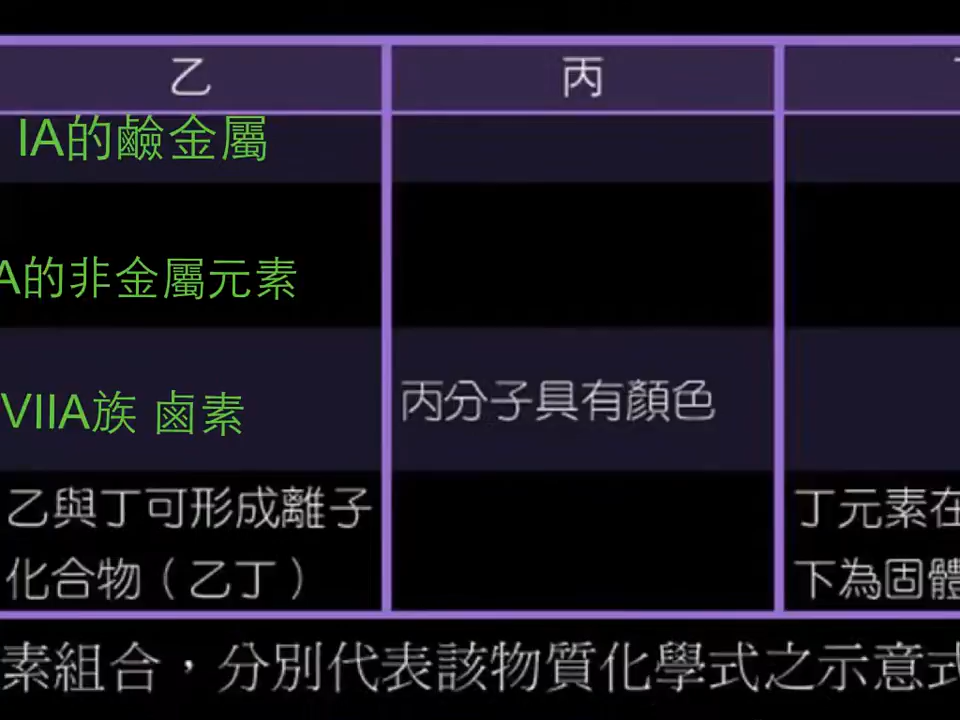 乙
丙
IA的鹼金屬
A的非金屬元素
VIIA族 鹵素
丙分子具有顏色
乙與丁可形成離子
化合物（乙丁）
丁元素在
下為固體
素組合，分別代表該物質化學式之示意式